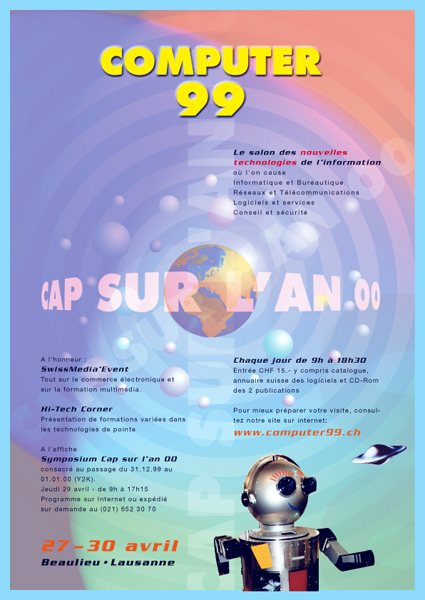 COMPUTER
99
Le salon des nouvelles
technologies de l'information
où l'on cause
Informatique et Bureautique
Réseaux et Télécommunications
Logiciels et services
Conseil et sécurité
CAP SUR L'AN 00
A l'honneur :
SwissMedia'Event
Tout sur le commerce électronique et
sur la formation multimédia.
Hi-Tech Corner
Présentation de formations variées dans
les technologies de pointe
A l'affiche
Symposium Cap sur l'an 00
consacré au passage du 31.12.99 au
01.01.00 (Y2K).
Jeudi 29 avril - de 9h à 17h15
Programme sur Internet ou expédié
sur demande au (021) 652 30 70
Chaque jour de 9h à 18h30
Entrée CHF 15.- y compris catalogue,
annuaire suisse des logiciels et CD-Rom
des 2 publications
Pour mieux préparer votre visite, consul-
tez notre site sur internet:
www.computer99.ch
27-30 avril
Beaulieu • Lausanne